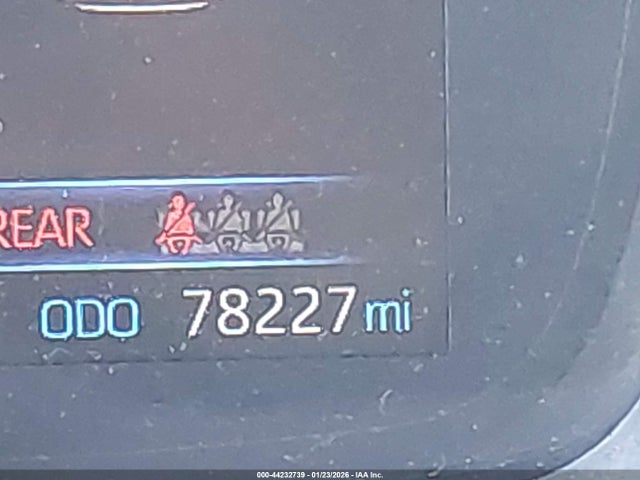 REAR
ODO 78227 mi
000-44232739 - 01/23/2026 - IAA Inc.